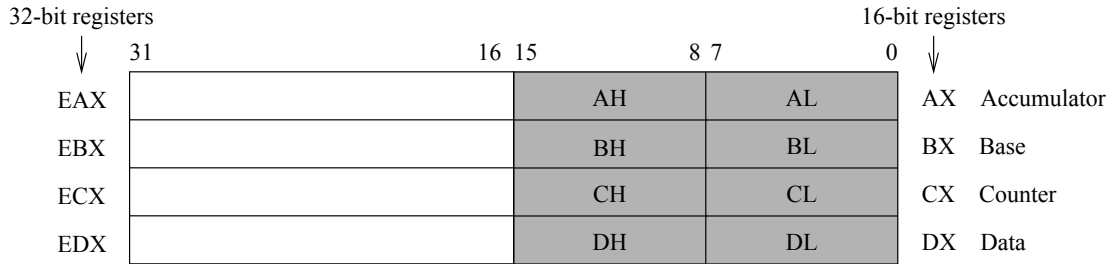 32-bit registers 16-bit registers
31 16 15 8 7 0
EAX AH AL AX Accumulator
EBX BH BL BX Base
ECX CH CL CX Counter
EDX DH DL DX Data